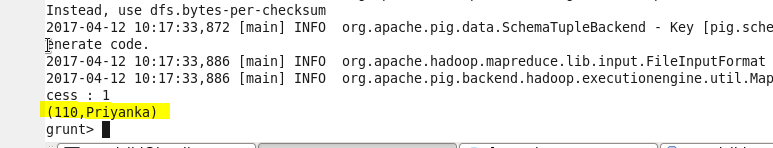 Instead, use dfs.bytes-per-checksum
2017-04-12 10:17:33,872 [main] INFO  org.apache.pig.data.SchemaTupleBackend - Key [pig.sche
enerate code.
2017-04-12 10:17:33,886 [main] INFO  org.apache.hadoop.mapreduce.lib.input.FileInputFormat
2017-04-12 10:17:33,886 [main] INFO  org.apache.pig.backend.hadoop.executionengine.util.Map
cess : 1
(110,Priyanka)
grunt>